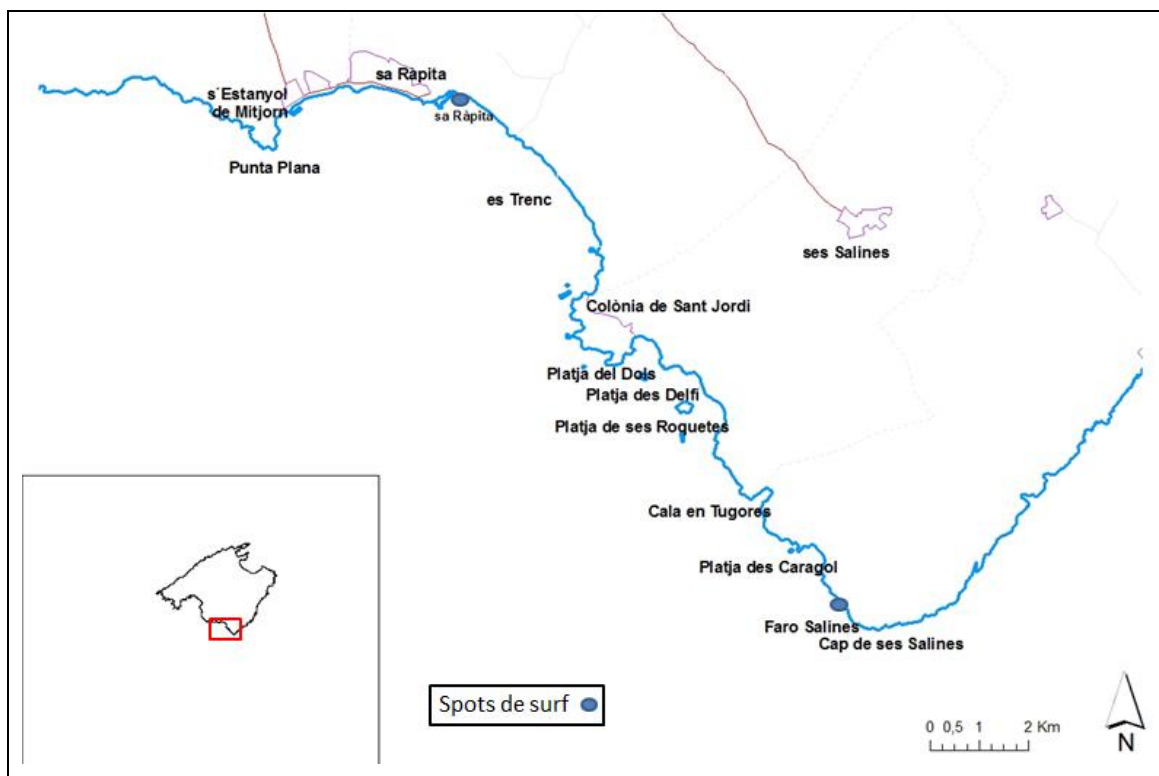 sa Ràpita
s´Estanyol
de Mitjorn
sa Ràpita
Punta Plana
es Trenc
ses Salines
Colònia de Sant Jordi
Platja del Dols
Platja des Delfi
Platja de ses Roquetes
Cala en Tugores
Platja des Caragol
Faro Salines
Cap de ses Salines
Spots de surf
0 0,5 1 2 Km
N